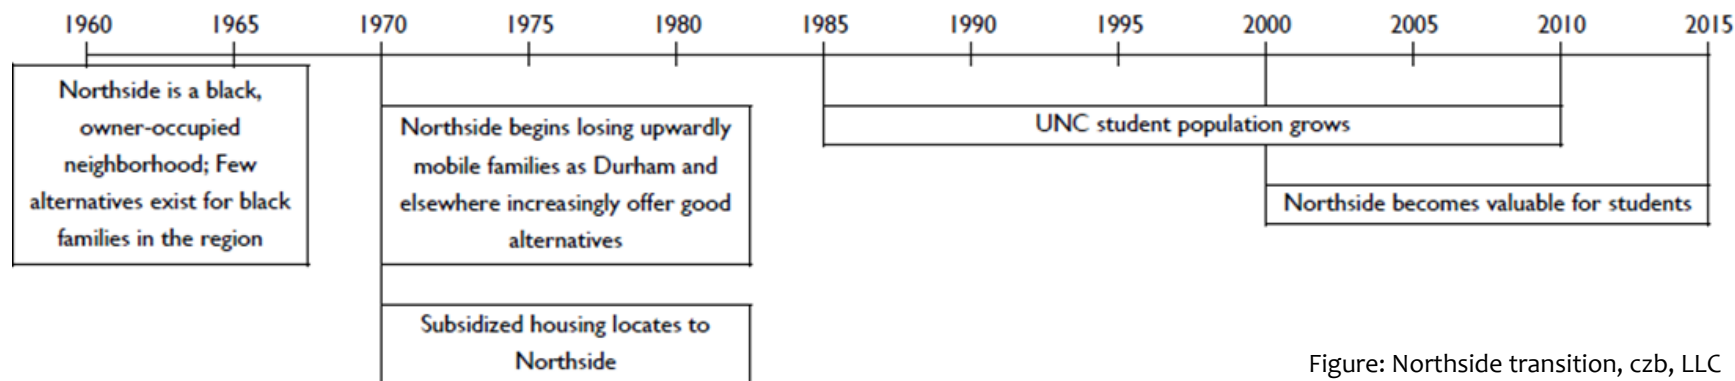 1960 1965 1970 1975 1980 1985 1990 1995 2000 2005 2010 2015
Northside is a black,
owner-occupied
neighborhood; Few
alternatives exist for black
families in the region
Northside begins losing upwardly
mobile families as Durham and
elsewhere increasingly offer good
alternatives
Subsidized housing locates to
Northside
UNC student population grows
Northside becomes valuable for students
Figure: Northside transition, czb, LLC